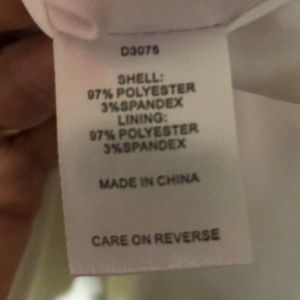 D3075
SHELL:
97% POLYESTER
3%SPANDEX
LINING:
97% POLYESTER
3%SPANDEX
MADE IN CHINA
CARE ON REVERSE